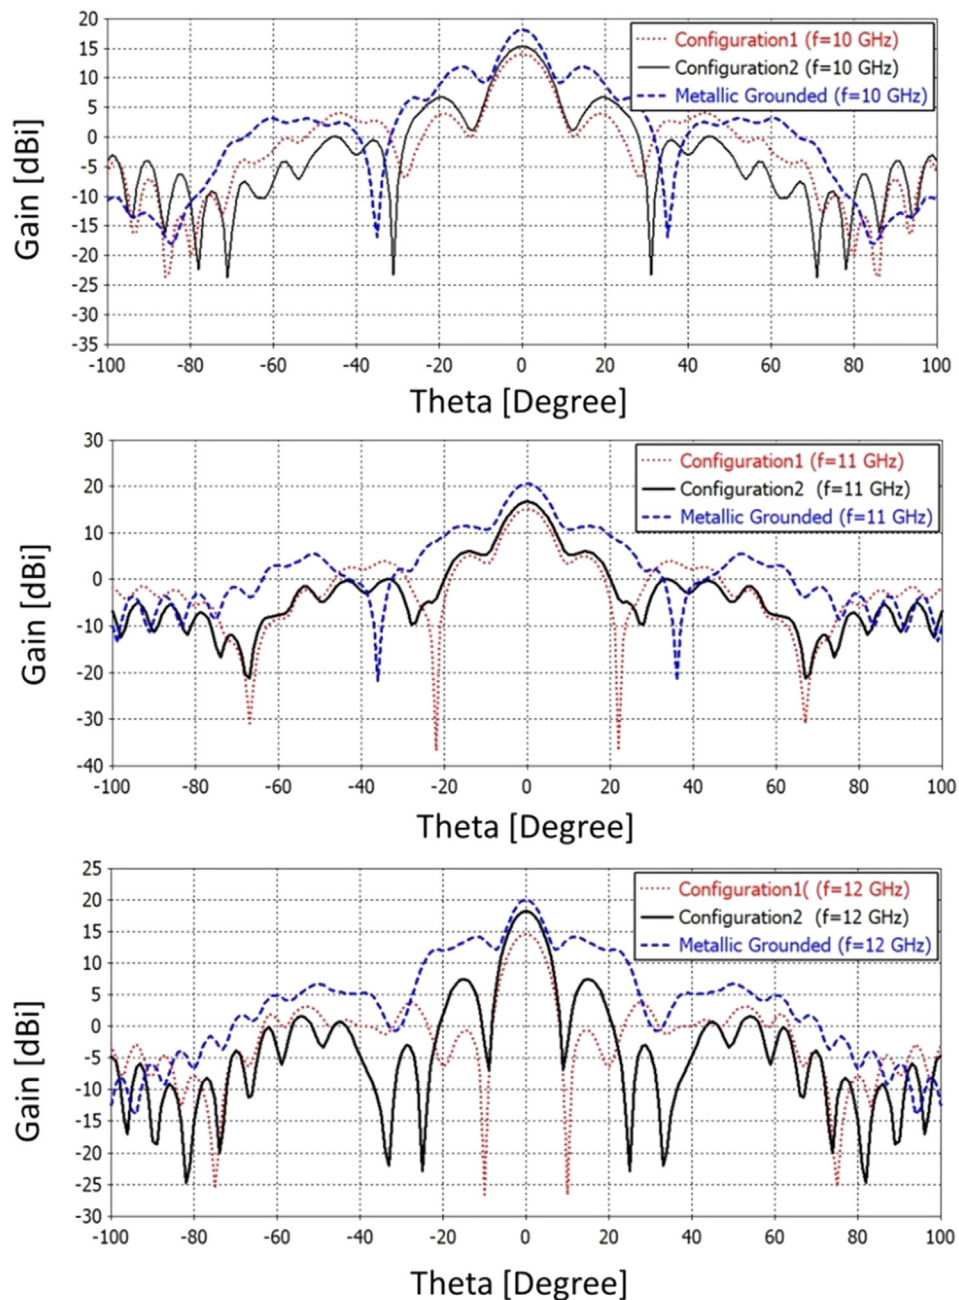 20
15
10
5
0
-5
-10
-15
-20
-25
-30
-35
Gain [dBi]
Configuration1 (f=10 GHz)
Configuration2 (f=10 GHz)
Metallic Grounded (f=10 GHz)
-100 -80 -60 -40 -20 0 20 40 60 80 100
Theta [Degree]
30
20
10
0
-10
-20
-30
-40
Gain [dBi]
Configuration1 (f=11 GHz)
Configuration2 (f=11 GHz)
Metallic Grounded (f=11 GHz)
-100 -80 -60 -40 -20 0 20 40 60 80 100
Theta [Degree]
25
20
15
10
5
0
-5
-10
-15
-20
-25
-30
Gain [dBi]
Configuration1( (f=12 GHz)
Configuration2 (f=12 GHz)
Metallic Grounded (f=12 GHz)
-100 -80 -60 -40 -20 0 20 40 60 80 100
Theta [Degree]